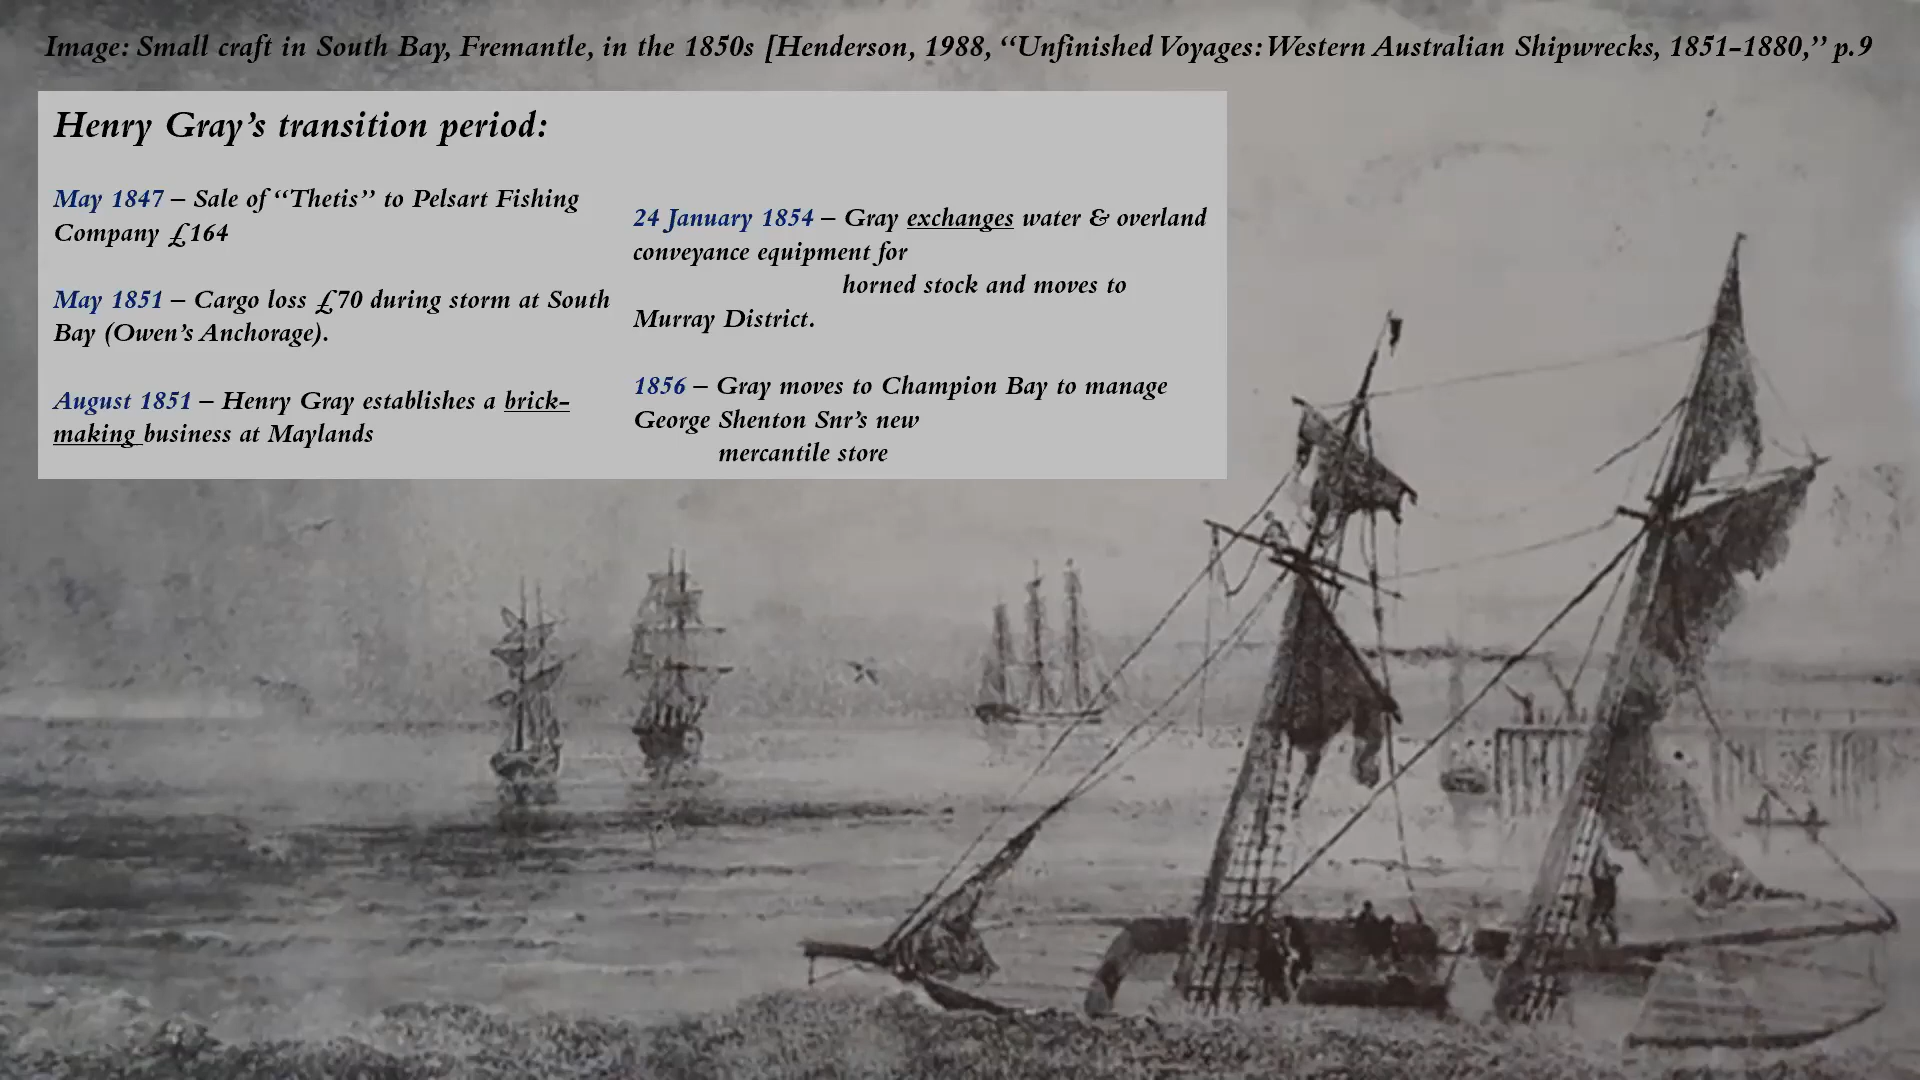 Image: Small craft in South Bay, Fremantle, in the 1850s [Henderson, 1988, “Unfinished Voyages: Western Australian Shipwrecks, 1851-1880,” p.9
Henry Gray’s transition period:
May 1847 – Sale of “Thetis” to Pelsart Fishing
Company £164
May 1851 – Cargo loss £70 during storm at South
Bay (Owen’s Anchorage).
August 1851 – Henry Gray establishes a brick-
making business at Maylands
24 January 1854 – Gray exchanges water & overland
conveyance equipment for
horned stock and moves to
Murray District.
1856 – Gray moves to Champion Bay to manage
George Shenton Snr’s new
mercantile store